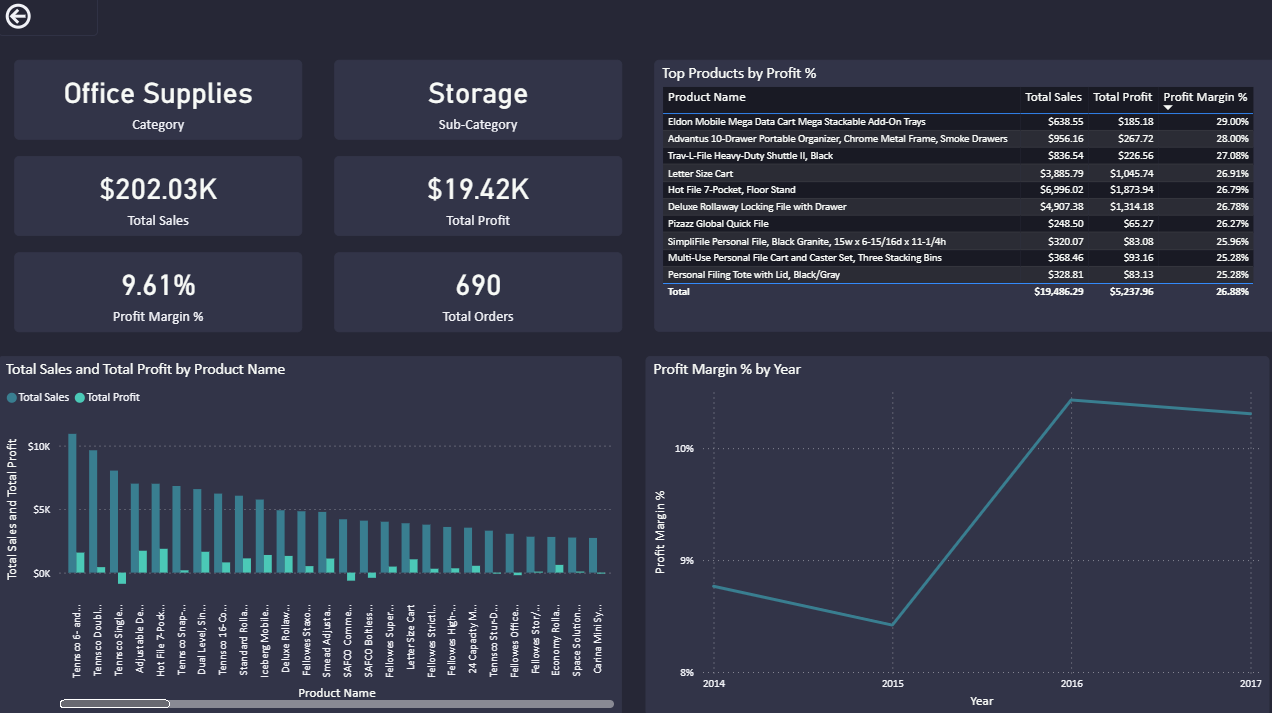 Office Supplies
Category
Storage
Sub-Category
$202.03K
Total Sales
$19.42K
Total Profit
9.61%
Profit Margin %
690
Total Orders
Top Products by Profit %
Product Name Total Sales Total Profit Profit Margin %
Eldon Mobile Mega Data Cart Mega Stackable Add-On Trays $638.55 $185.18 29.00%
Advantus 10-Drawer Portable Organizer, Chrome Metal Frame, Smoke Drawers $956.16 $267.72 28.00%
Trav-L-File Heavy-Duty Shuttle II, Black $836.54 $226.56 27.08%
Letter Size Cart $3,885.79 $1,045.74 26.91%
Hot File 7-Pocket, Floor Stand $6,996.02 $1,873.94 26.79%
Deluxe Rollaway Locking File with Drawer $4,907.38 $1,314.18 26.78%
Pizazz Global Quick File $248.50 $65.27 26.27%
SimpliFile Personal File, Black Granite, 15w x 6-15/16d x 11-1/4h $320.07 $83.08 25.96%
Multi-Use Personal File Cart and Caster Set, Three Stacking Bins $368.46 $93.16 25.28%
Personal Filing Tote with Lid, Black/Gray $328.81 $83.13 25.28%
Total $19,486.29 $5,237.96 26.88%
Total Sales and Total Profit by Product Name
Total Sales Total Profit
Total Sales and Total Profit
$10K
$5K
$0K
Tennco 6- and...
Tennsco Doubl...
Tennsco Single...
Adjustable De...
Hot File 7-Pock...
Tennsco Snap-...
Dual Level, Sin...
Tennsco 16-Co...
Standard Rolla...
Iceberg Mobile...
Deluxe Rollaw...
Fellowes Staxo...
Smead Adjusta...
SAFCO Comme...
SAFCO Boltless...
Fellowes Super...
Letter Size Cart
Fellowes Strictl...
Fellowes High-...
24 Capacity M...
Tennsco Stur-D...
Fellowes Office...
Fellowes Stor/...
Economy Rolla...
Space Solution...
Carina Mini Sy...
Product Name
Profit Margin % by Year
Profit Margin %
10%
9%
8%
2014 2015 2016 2017
Year